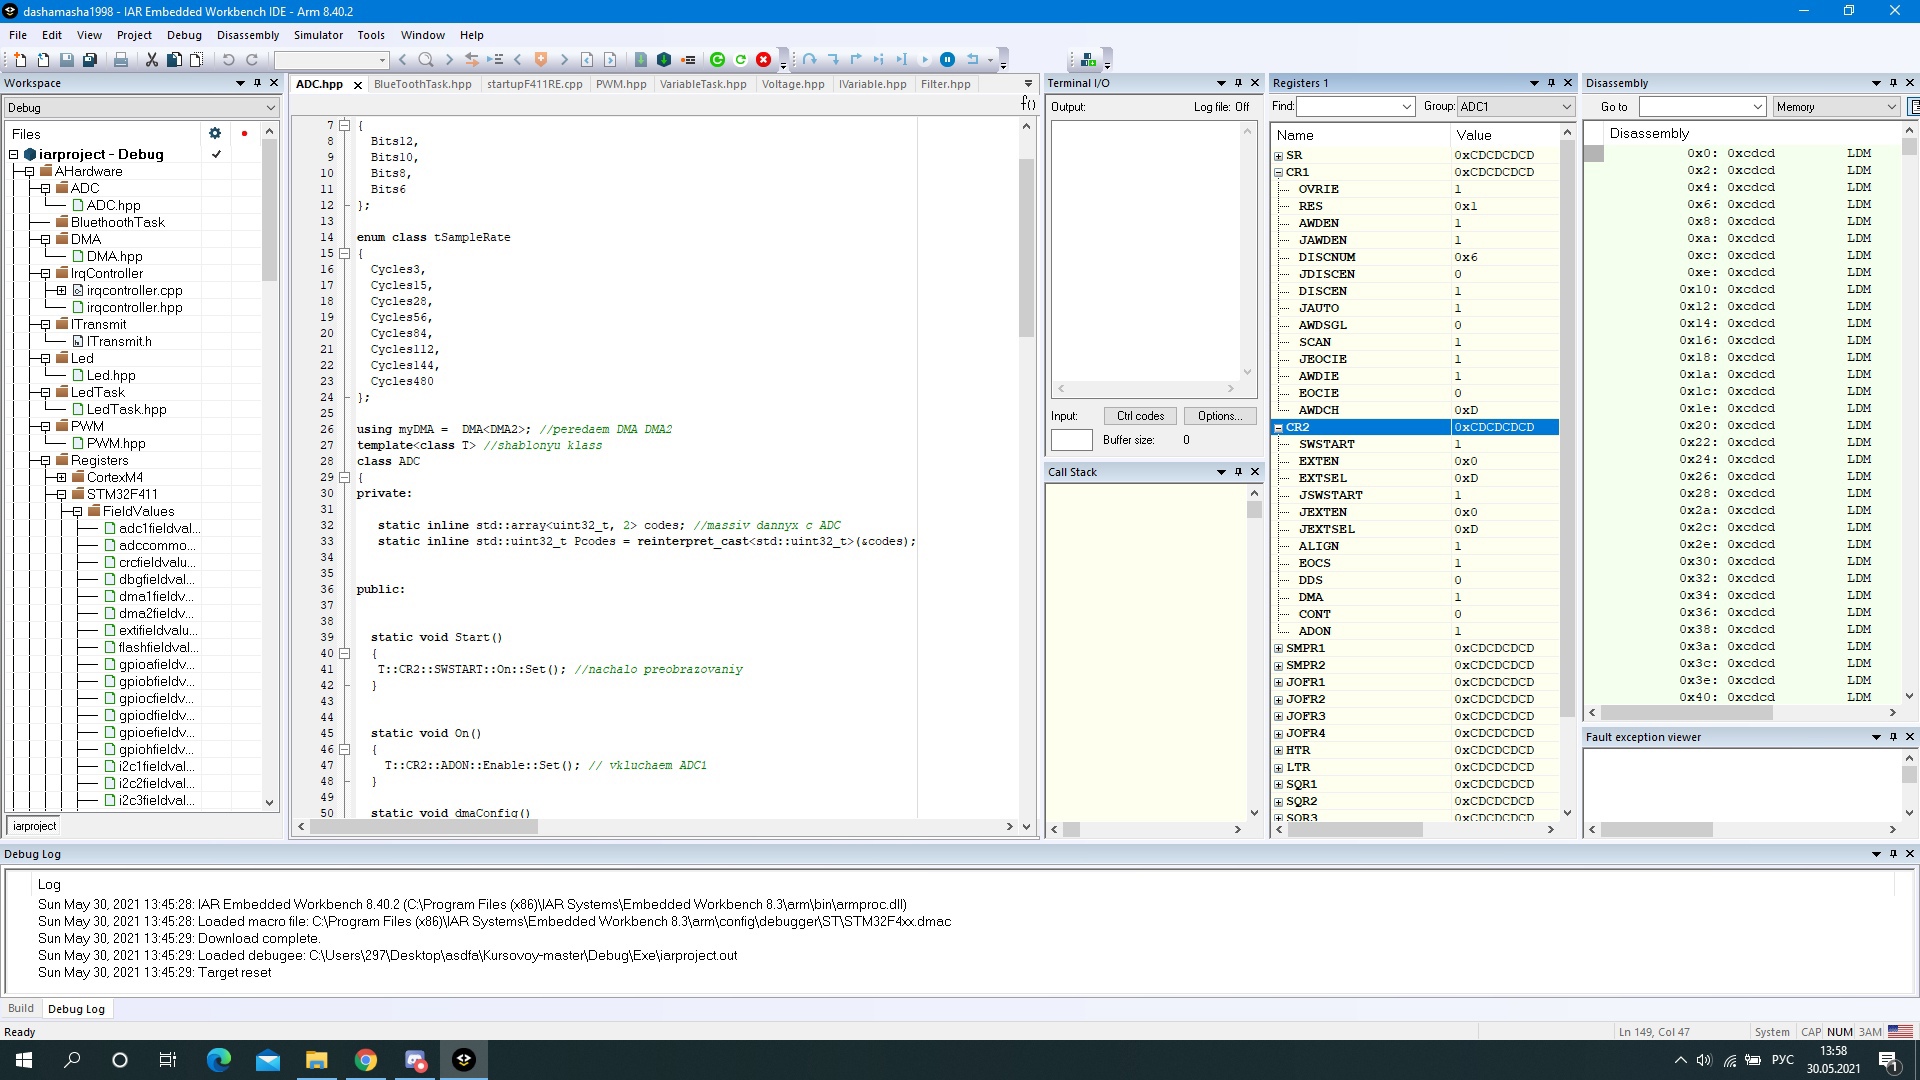 dashamasha1998 - IAR Embedded Workbench IDE - Arm 8.40.2
File Edit View Project Debug Disassembly Simulator Tools Window Help
Workspace
Debug
Files
iarproject - Debug
AHardware
ADC
ADC.hpp
BluethoothTask
DMA
DMA.hpp
IrqController
irqcontroller.cpp
irqcontroller.hpp
ITransmit
ITransmit.h
Led
Led.hpp
LedTask
LedTask.hpp
PWM
PWM.hpp
Registers
CortexM4
STM32F411
FieldValues
adc1fieldval...
adccommo...
crcfieldvalu...
dbgfieldval...
dma1fieldv...
dma2fieldv...
extifieldvalu...
flashfieldval...
gpioafieldv...
gpiobfieldv...
gpiocfieldv...
gpiodfieldv...
gpioefieldv...
gpiohfieldv...
i2c1fieldval...
i2c2fieldval...
i2c3fieldval...
iarproject
ADC.hpp BlueToothTask.hpp startupF411RE.cpp PWM.hpp VariableTask.hpp Voltage.hpp IVariable.hpp Filter.hpp
f()
7 {
8 Bits12,
9 Bits10,
10 Bits8,
11 Bits6
12 };
13
14 enum class tSampleRate
15 {
16 Cycles3,
17 Cycles15,
18 Cycles28,
19 Cycles56,
20 Cycles84,
21 Cycles112,
22 Cycles144,
23 Cycles480
24 };
25
26 using myDMA = DMA<DMA2>; //peredaem DMA DMA2
27 template<class T> //shablonyu klass
28 class ADC
29 {
30 private:
31
32 static inline std::array<uint32_t, 2> codes; //massiv dannyx c ADC
33 static inline std::uint32_t Pcodes = reinterpret_cast<std::uint32_t>(&codes);
34
35
36 public:
37
38
39 static void Start()
40 {
41 T::CR2::SWSTART::On::Set(); //nachalo preobrazovaniy
42 }
43
44
45 static void On()
46 {
47 T::CR2::ADON::Enable::Set(); // vkluchaem ADC1
48 }
49
50 static void dmaConfig()
Terminal I/O
Output: Log file: Off
Input: Ctrl codes Options...
Buffer size: 0
Call Stack
Registers 1
Find: Group: ADC1
Name Value
SR 0xCDCDCDCD
CR1 0xCDCDCDCD
OVRIE 1
RES 0x1
AWDEN 1
JAWDEN 1
DISCNUM 0x6
JDISCEN 0
DISCEN 1
JAUTO 1
AWDSGL 0
SCAN 1
JEOCIE 1
AWDIE 1
EOCIE 0
AWDCH 0xD
CR2 0xCDCDCDCD
SWSTART 1
EXTEN 0x0
EXTSEL 0xD
JSWSTART 1
JEXTEN 0x0
JEXTSEL 0xD
ALIGN 1
EOCS 1
DDS 0
DMA 1
CONT 0
ADON 1
SMPR1 0xCDCDCDCD
SMPR2 0xCDCDCDCD
JOFR1 0xCDCDCDCD
JOFR2 0xCDCDCDCD
JOFR3 0xCDCDCDCD
JOFR4 0xCDCDCDCD
HTR 0xCDCDCDCD
LTR 0xCDCDCDCD
SQR1 0xCDCDCDCD
SQR2 0xCDCDCDCD
SQR3 0xCDCDCDCD
Disassembly
Go to Memory
Disassembly
0x0: 0xcdcd LDM
0x2: 0xcdcd LDM
0x4: 0xcdcd LDM
0x6: 0xcdcd LDM
0x8: 0xcdcd LDM
0xa: 0xcdcd LDM
0xc: 0xcdcd LDM
0xe: 0xcdcd LDM
0x10: 0xcdcd LDM
0x12: 0xcdcd LDM
0x14: 0xcdcd LDM
0x16: 0xcdcd LDM
0x18: 0xcdcd LDM
0x1a: 0xcdcd LDM
0x1c: 0xcdcd LDM
0x1e: 0xcdcd LDM
0x20: 0xcdcd LDM
0x22: 0xcdcd LDM
0x24: 0xcdcd LDM
0x26: 0xcdcd LDM
0x28: 0xcdcd LDM
0x2a: 0xcdcd LDM
0x2c: 0xcdcd LDM
0x2e: 0xcdcd LDM
0x30: 0xcdcd LDM
0x32: 0xcdcd LDM
0x34: 0xcdcd LDM
0x36: 0xcdcd LDM
0x38: 0xcdcd LDM
0x3a: 0xcdcd LDM
0x3c: 0xcdcd LDM
0x3e: 0xcdcd LDM
0x40: 0xcdcd LDM
Fault exception viewer
Debug Log
Log
Sun May 30, 2021 13:45:28: IAR Embedded Workbench 8.40.2 (C:\Program Files (x86)\IAR Systems\Embedded Workbench 8.3\arm\bin\armproc.dll)
Sun May 30, 2021 13:45:28: Loaded macro file: C:\Program Files (x86)\IAR Systems\Embedded Workbench 8.3\arm\config\debugger\ST\STM32F4xx.dmac
Sun May 30, 2021 13:45:29: Download complete.
Sun May 30, 2021 13:45:29: Loaded debugee: C:\Users\297\Desktop\asdfa\Kursovoy-master\Debug\Exe\iarproject.out
Sun May 30, 2021 13:45:29: Target reset
Build Debug Log
Ready Ln 149, Col 47 System CAP NUM ЗАМ
РУС 13:58
30.05.2021
1